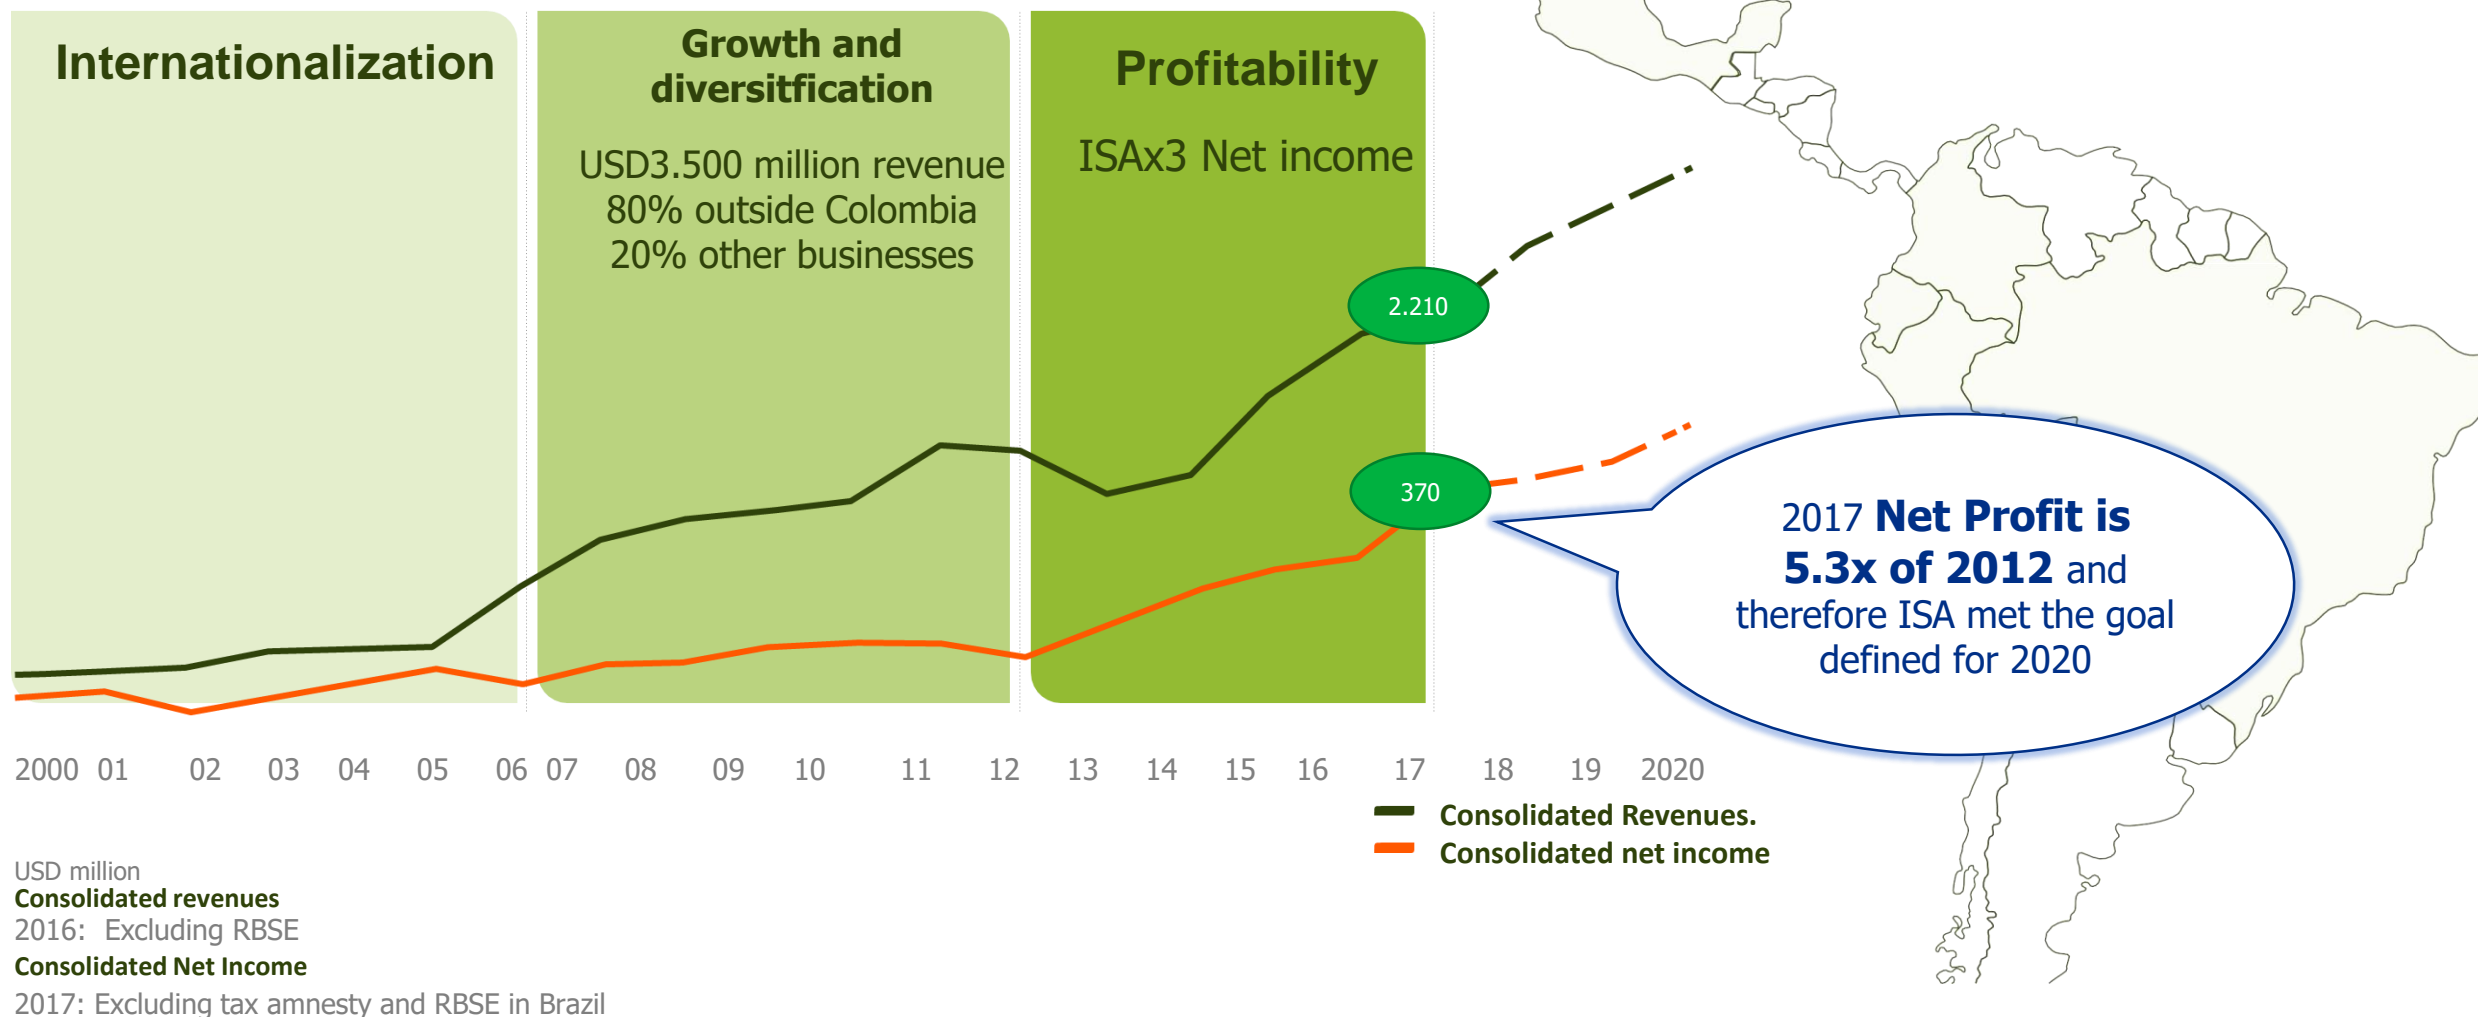 Internationalization
Growth and
diversitfication
USD3.500 million revenue
80% outside Colombia
20% other businesses
Profitability
ISAx3 Net income
2.210
370
2017 Net Profit is
5.3x of 2012 and
therefore ISA met the goal
defined for 2020
2000 01 02 03 04 05 06 07 08 09 10 11 12 13 14 15 16 17 18 19 2020
Consolidated Revenues.
Consolidated net income
USD million
Consolidated revenues
2016: Excluding RBSE
Consolidated Net Income
2017: Excluding tax amnesty and RBSE in Brazil